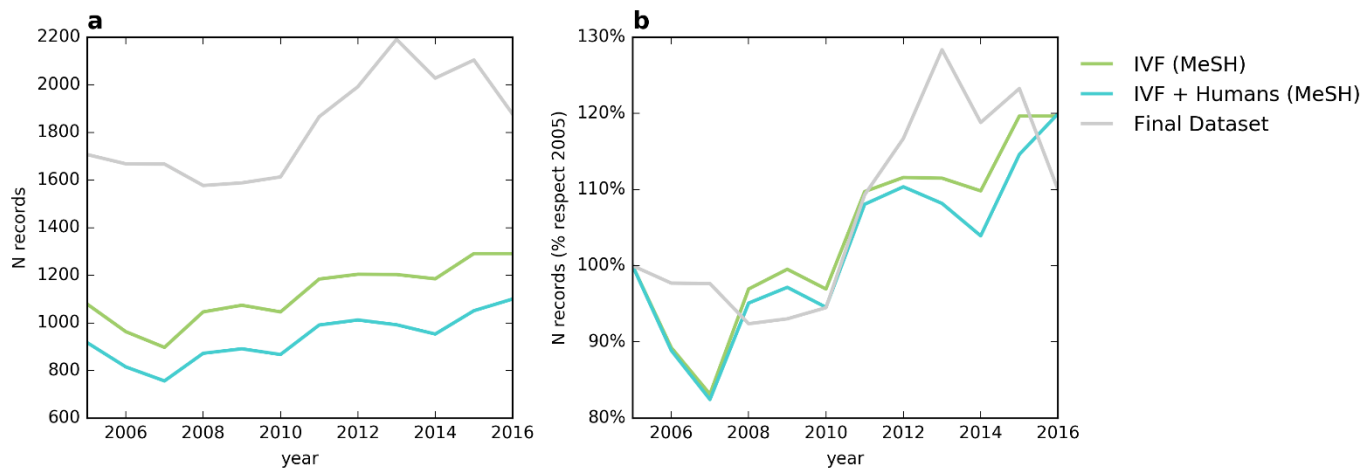 a
2200
2000
1800
1600
1400
1200
1000
800
600
N records
2006 2008 2010 2012 2014 2016
year
b
130%
120%
110%
100%
90%
80%
N records (% respect 2005)
2006 2008 2010 2012 2014 2016
year
IVF (MeSH)
IVF + Humans (MeSH)
Final Dataset